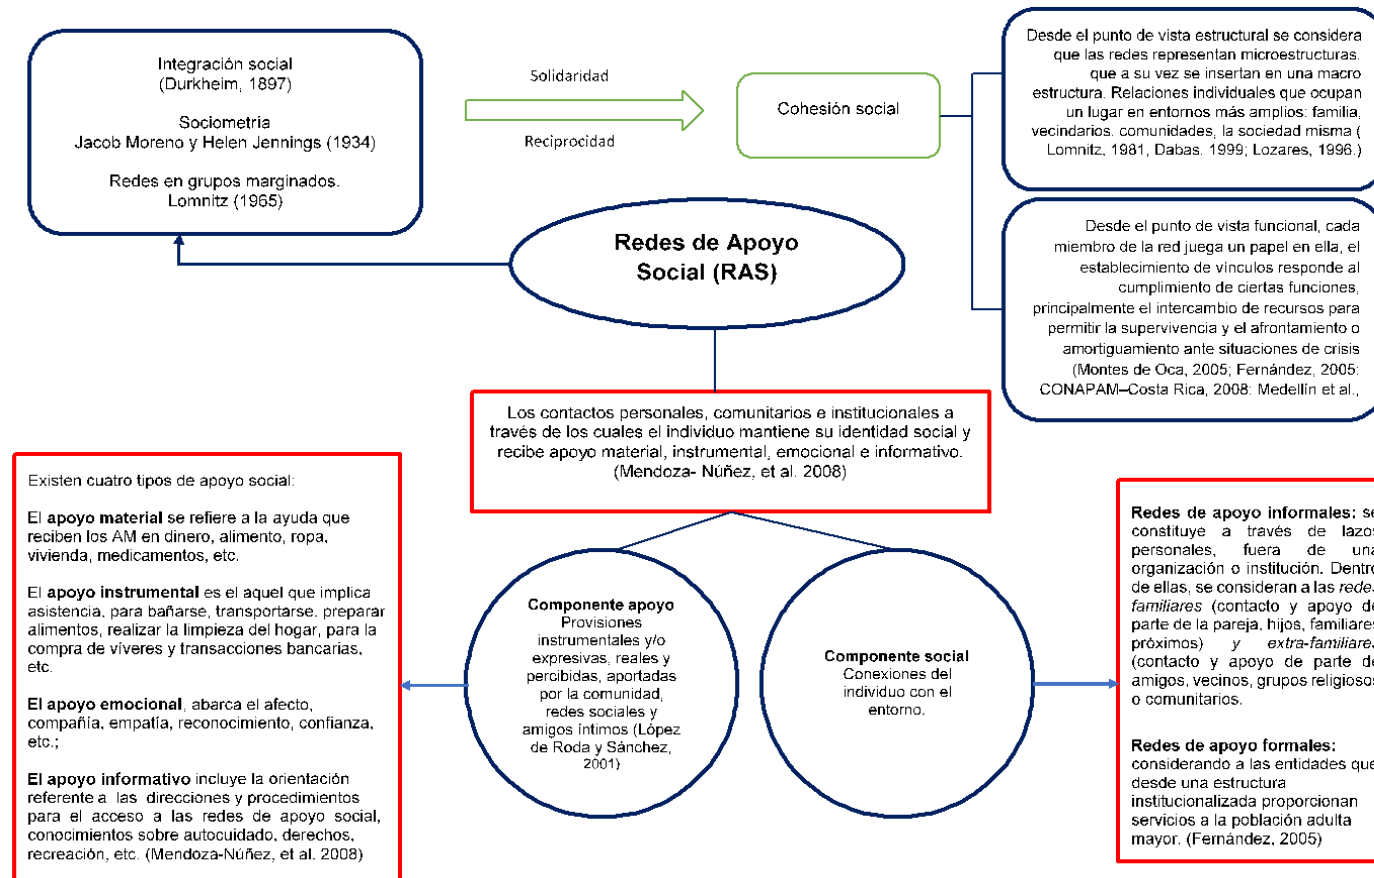 Integración social
(Durkheim, 1897)
Sociometría
Jacob Moreno y Helen Jennings (1934)
Redes en grupos marginados.
Lomnitz (1965)
Solidaridad
Reciprocidad
Cohesión social
Desde el punto de vista estructural se considera
que las redes representan microestructuras.
que a su vez se insertan en una macro
estructura. Relaciones individuales que ocupan
un lugar en entornos más amplios: familia,
vecindarios. comunidades, la sociedad misma (
Lomnitz, 1981, Dabas. 1999; Lozares, 1996.)
Desde el punto de vista funcional, cada
miembro de la red juega un papel en ella, el
establecimiento de vínculos responde al
cumplimiento de ciertas funciones,
principalmente el intercambio de recursos para
permitir la supervivencia y el afrontamiento o
amortiguamiento ante situaciones de crisis
(Montes de Oca, 2005; Fernández, 2005:
CONAPAM–Costa Rica, 2008: Medellín et al.,
Redes de Apoyo
Social (RAS)
Los contactos personales, comunitarios e institucionales a
través de los cuales el individuo mantiene su identidad social y
recibe apoyo material, instrumental, emocional e informativo.
(Mendoza- Núñez, et al. 2008)
Existen cuatro tipos de apoyo social:
El apoyo material se refiere a la ayuda que
reciben los AM en dinero, alimento, ropa,
vivienda, medicamentos, etc.
El apoyo instrumental es el aquel que implica
asistencia, para bañarse, transportarse. preparar
alimentos, realizar la limpieza del hogar, para la
compra de víveres y transacciones bancarias,
etc.
El apoyo emocional, abarca el afecto,
compañía, empatía, reconocimiento, confianza,
etc.;
El apoyo informativo incluye la orientación
referente a las direcciones y procedimientos
para el acceso a las redes de apoyo social,
conocimientos sobre autocuidado, derechos,
recreación, etc. (Mendoza-Núñez, et al. 2008)
Componente apoyo
Provisiones
instrumentales y/o
expresivas, reales y
percibidas, aportadas
por la comunidad,
redes sociales y
amigos íntimos (López
de Roda y Sánchez,
2001)
Componente social
Conexiones del
individuo con el
entorno.
Redes de apoyo informales: se
constituye a través de lazos
personales, fuera de una
organización o institución. Dentro
de ellas, se consideran a las redes
familiares (contacto y apoyo de
parte de la pareja, hijos, familiares
próximos) y extra-familiares
(contacto y apoyo de parte de
amigos, vecinos, grupos religiosos
o comunitarios.
Redes de apoyo formales:
considerando a las entidades que
desde una estructura
institucionalizada proporcionan
servicios a la población adulta
mayor. (Fernández, 2005)